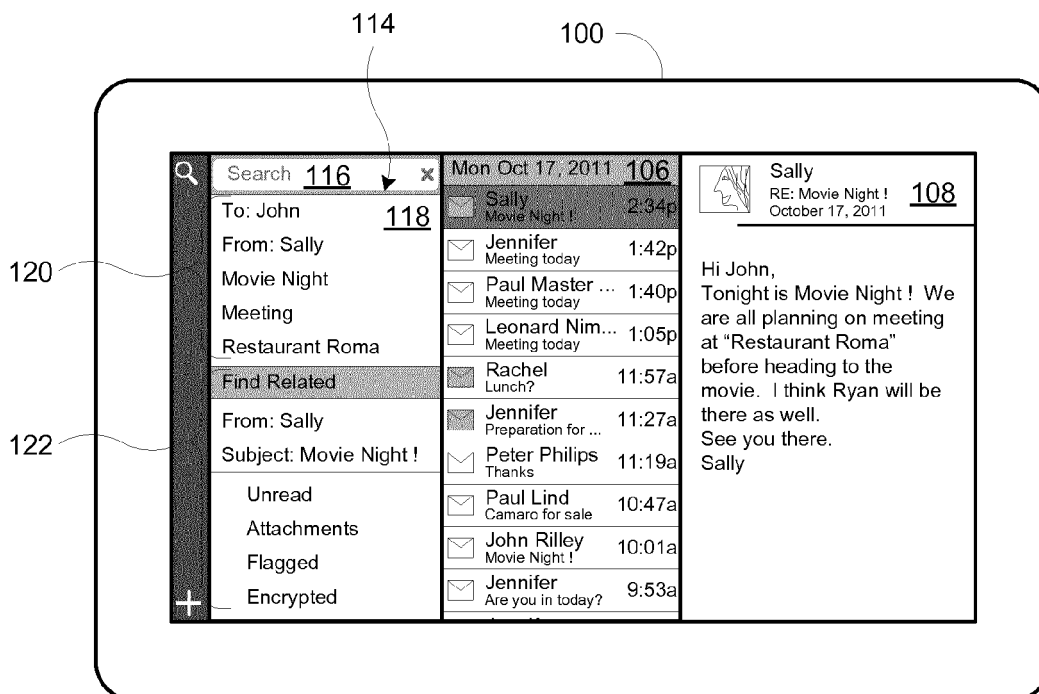 114
100
120
122
Search 116 ×
118
To: John
From: Sally
Movie Night
Meeting
Restaurant Roma
Find Related
From: Sally
Subject: Movie Night !
Unread
Attachments
Flagged
Encrypted
Mon Oct 17, 2011 106
Sally 2:34p
Movie Night !
Jennifer 1:42p
Meeting today
Paul Master ... 1:40p
Meeting today
Leonard Nim... 1:05p
Meeting today
Rachel 11:57a
Lunch?
Jennifer 11:27a
Preparation for ...
Peter Philips 11:19a
Thanks
Paul Lind 10:47a
Camaro for sale
John Rilley 10:01a
Movie Night !
Jennifer 9:53a
Are you in today?
Sally
RE: Movie Night !
October 17, 2011
108
Hi John,
Tonight is Movie Night ! We
are all planning on meeting
at “Restaurant Roma”
before heading to the
movie. I think Ryan will be
there as well.
See you there.
Sally